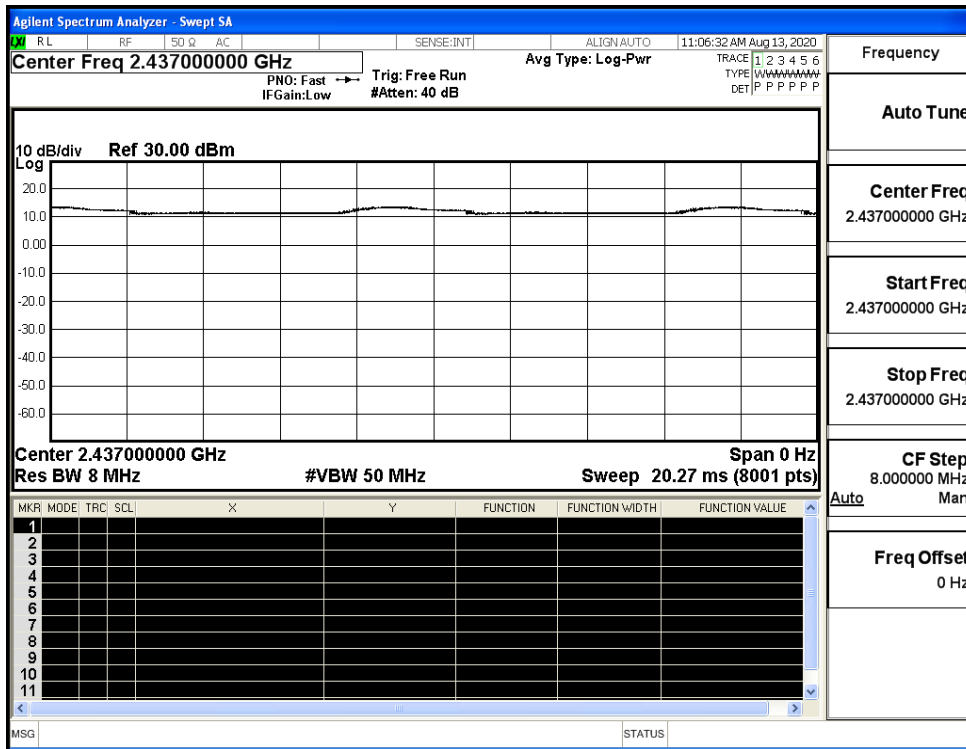 Agilent Spectrum Analyzer - Swept SA
LXI RL RF 50 Ω AC SENSE:INT ALIGNAUTO 11:06:32 AM Aug 13, 2020
Center Freq 2.437000000 GHz
PNO: Fast
IFGain:Low
Trig: Free Run
#Atten: 40 dB
Avg Type: Log-Pwr
TRACE 1 2 3 4 5 6
TYPE WWWWWW
DET P P P P P P
10 dB/div Ref 30.00 dBm
Log
20.0
10.0
0.00
-10.0
-20.0
-30.0
-40.0
-50.0
-60.0
Center 2.437000000 GHz Span 0 Hz
Res BW 8 MHz #VBW 50 MHz Sweep 20.27 ms (8001 pts)
MKR MODE TRC SCL X Y FUNCTION FUNCTION WIDTH FUNCTION VALUE
1
2
3
4
5
6
7
8
9
10
11
MSG STATUS
Frequency
Auto Tune
Center Freq
2.437000000 GHz
Start Freq
2.437000000 GHz
Stop Freq
2.437000000 GHz
CF Step
8.000000 MHz
Auto Man
Freq Offset
0 Hz